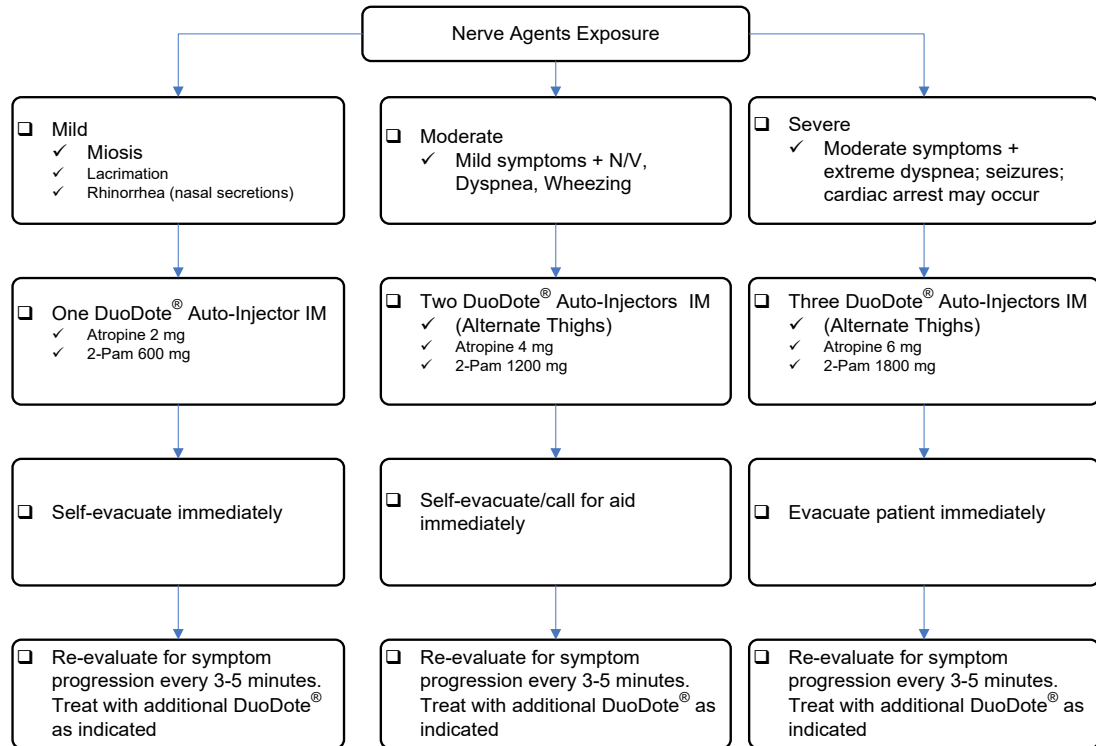 Nerve Agents Exposure
❑ Mild
✓ Miosis
✓ Lacrimation
✓ Rhinorrhea (nasal secretions)
❑ Moderate
✓ Mild symptoms + N/V,
Dyspnea, Wheezing
❑ Severe
✓ Moderate symptoms +
extreme dyspnea; seizures;
cardiac arrest may occur
❑ One DuoDote® Auto-Injector IM
✓ Atropine 2 mg
✓ 2-Pam 600 mg
❑ Two DuoDote® Auto-Injectors IM
✓ (Alternate Thighs)
✓ Atropine 4 mg
✓ 2-Pam 1200 mg
❑ Three DuoDote® Auto-Injectors IM
✓ (Alternate Thighs)
✓ Atropine 6 mg
✓ 2-Pam 1800 mg
❑ Self-evacuate immediately
❑ Self-evacuate/call for aid
immediately
❑ Evacuate patient immediately
❑ Re-evaluate for symptom
progression every 3-5 minutes.
Treat with additional DuoDote®
as indicated
❑ Re-evaluate for symptom
progression every 3-5 minutes.
Treat with additional DuoDote® as
indicated
❑ Re-evaluate for symptom
progression every 3-5 minutes.
Treat with additional DuoDote® as
indicated